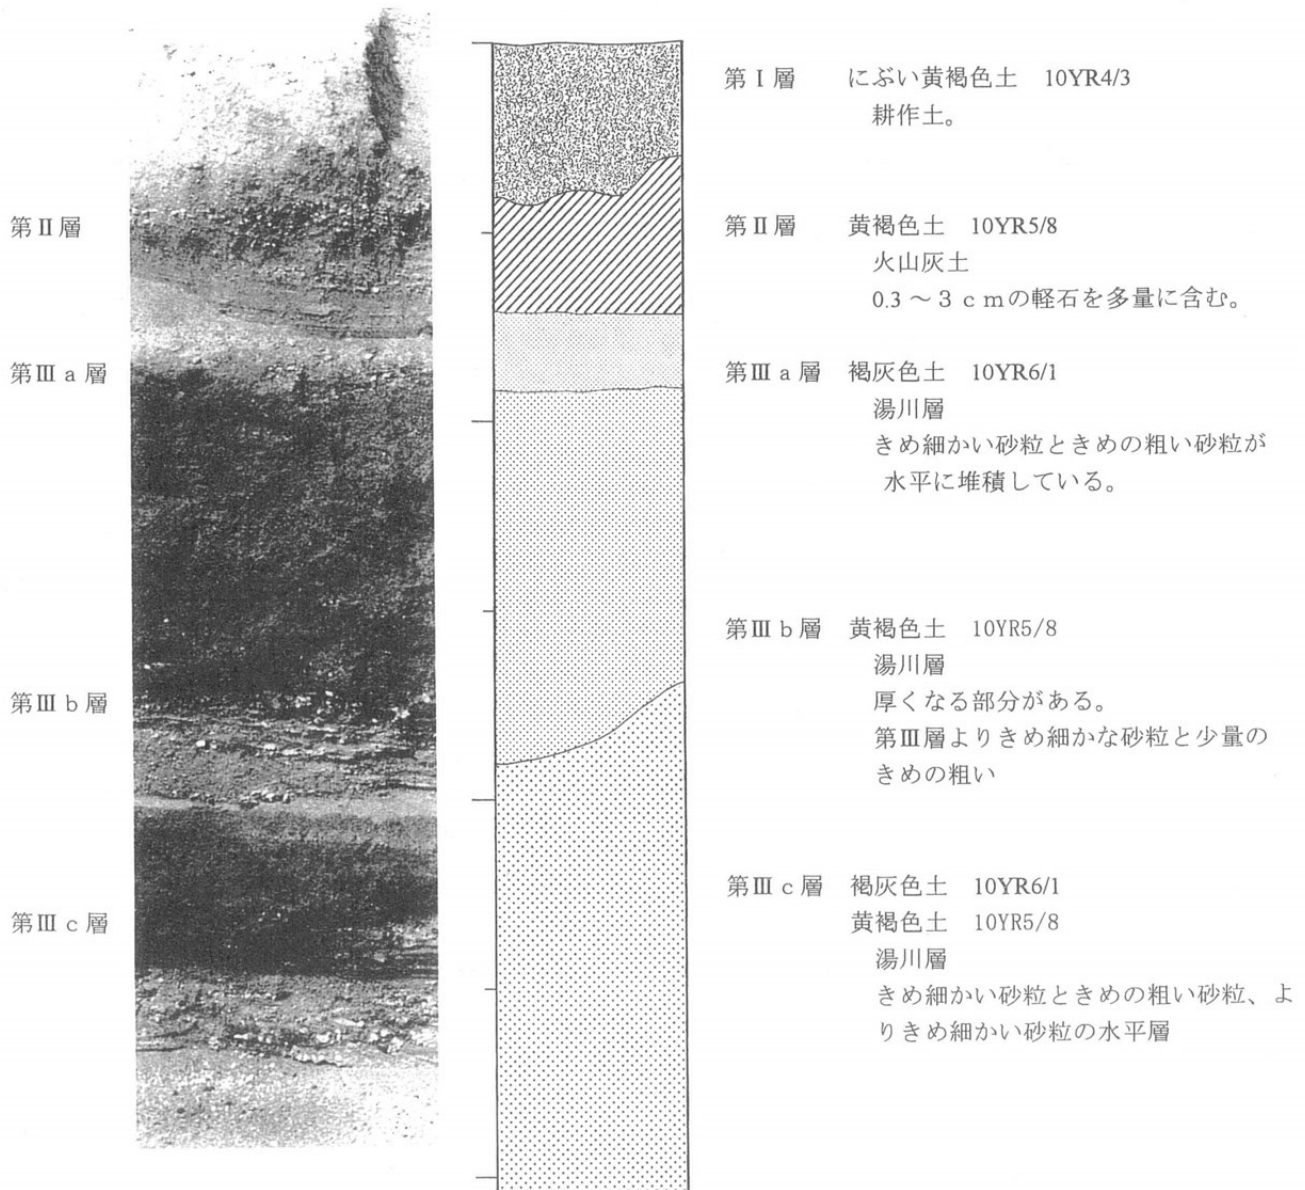 第Ⅱ層
第Ⅲａ層
第Ⅲｂ層
第Ⅲｃ層
第Ⅰ層 にぶい黄褐色土 10YR4/3
耕作土。
第Ⅱ層 黄褐色土 10YR5/8
火山灰土
0.3～3ｃｍの軽石を多量に含む。
第Ⅲａ層 褐灰色土 10YR6/1
湯川層
きめ細かい砂粒ときめの粗い砂粒が
水平に堆積している。
第Ⅲｂ層 黄褐色土 10YR5/8
湯川層
厚くなる部分がある。
第Ⅲ層よりきめ細かな砂粒と少量の
きめの粗い
第Ⅲｃ層 褐灰色土 10YR6/1
黄褐色土 10YR5/8
湯川層
きめ細かい砂粒ときめの粗い砂粒、よ
りきめ細かい砂粒の水平層